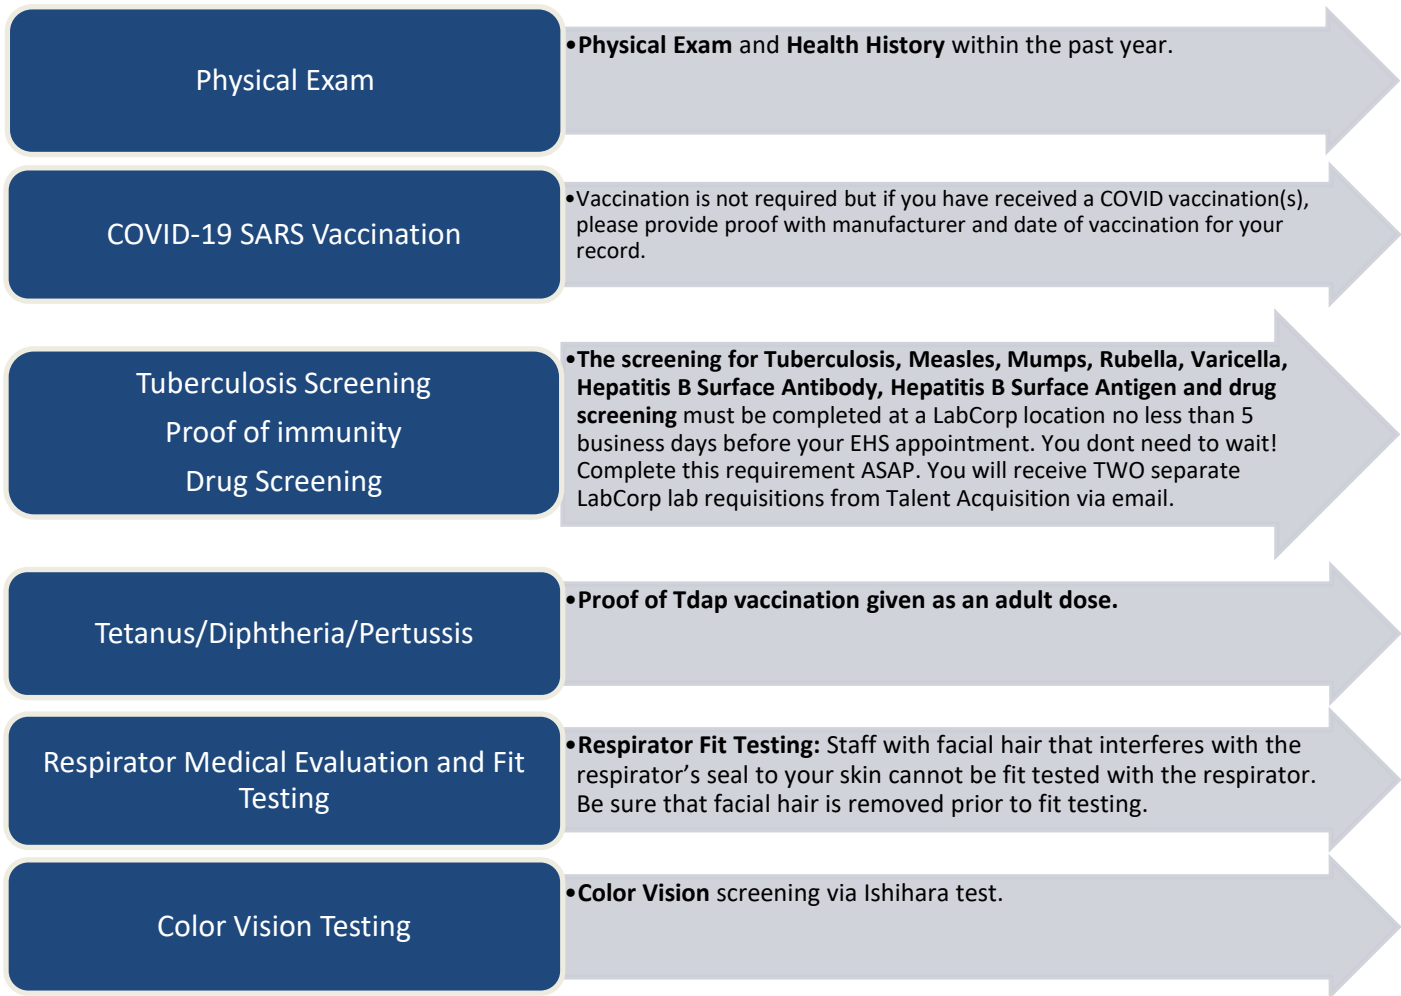 Physical Exam
•Physical Exam and Health History within the past year.
COVID-19 SARS Vaccination
•Vaccination is not required but if you have received a COVID vaccination(s),
please provide proof with manufacturer and date of vaccination for your
record.
Tuberculosis Screening
Proof of immunity
Drug Screening
•The screening for Tuberculosis, Measles, Mumps, Rubella, Varicella,
Hepatitis B Surface Antibody, Hepatitis B Surface Antigen and drug
screening must be completed at a LabCorp location no less than 5
business days before your EHS appointment. You dont need to wait!
Complete this requirement ASAP. You will receive TWO separate
LabCorp lab requisitions from Talent Acquisition via email.
Tetanus/Diphtheria/Pertussis
•Proof of Tdap vaccination given as an adult dose.
Respirator Medical Evaluation and Fit
Testing
•Respirator Fit Testing: Staff with facial hair that interferes with the
respirator’s seal to your skin cannot be fit tested with the respirator.
Be sure that facial hair is removed prior to fit testing.
Color Vision Testing
•Color Vision screening via Ishihara test.